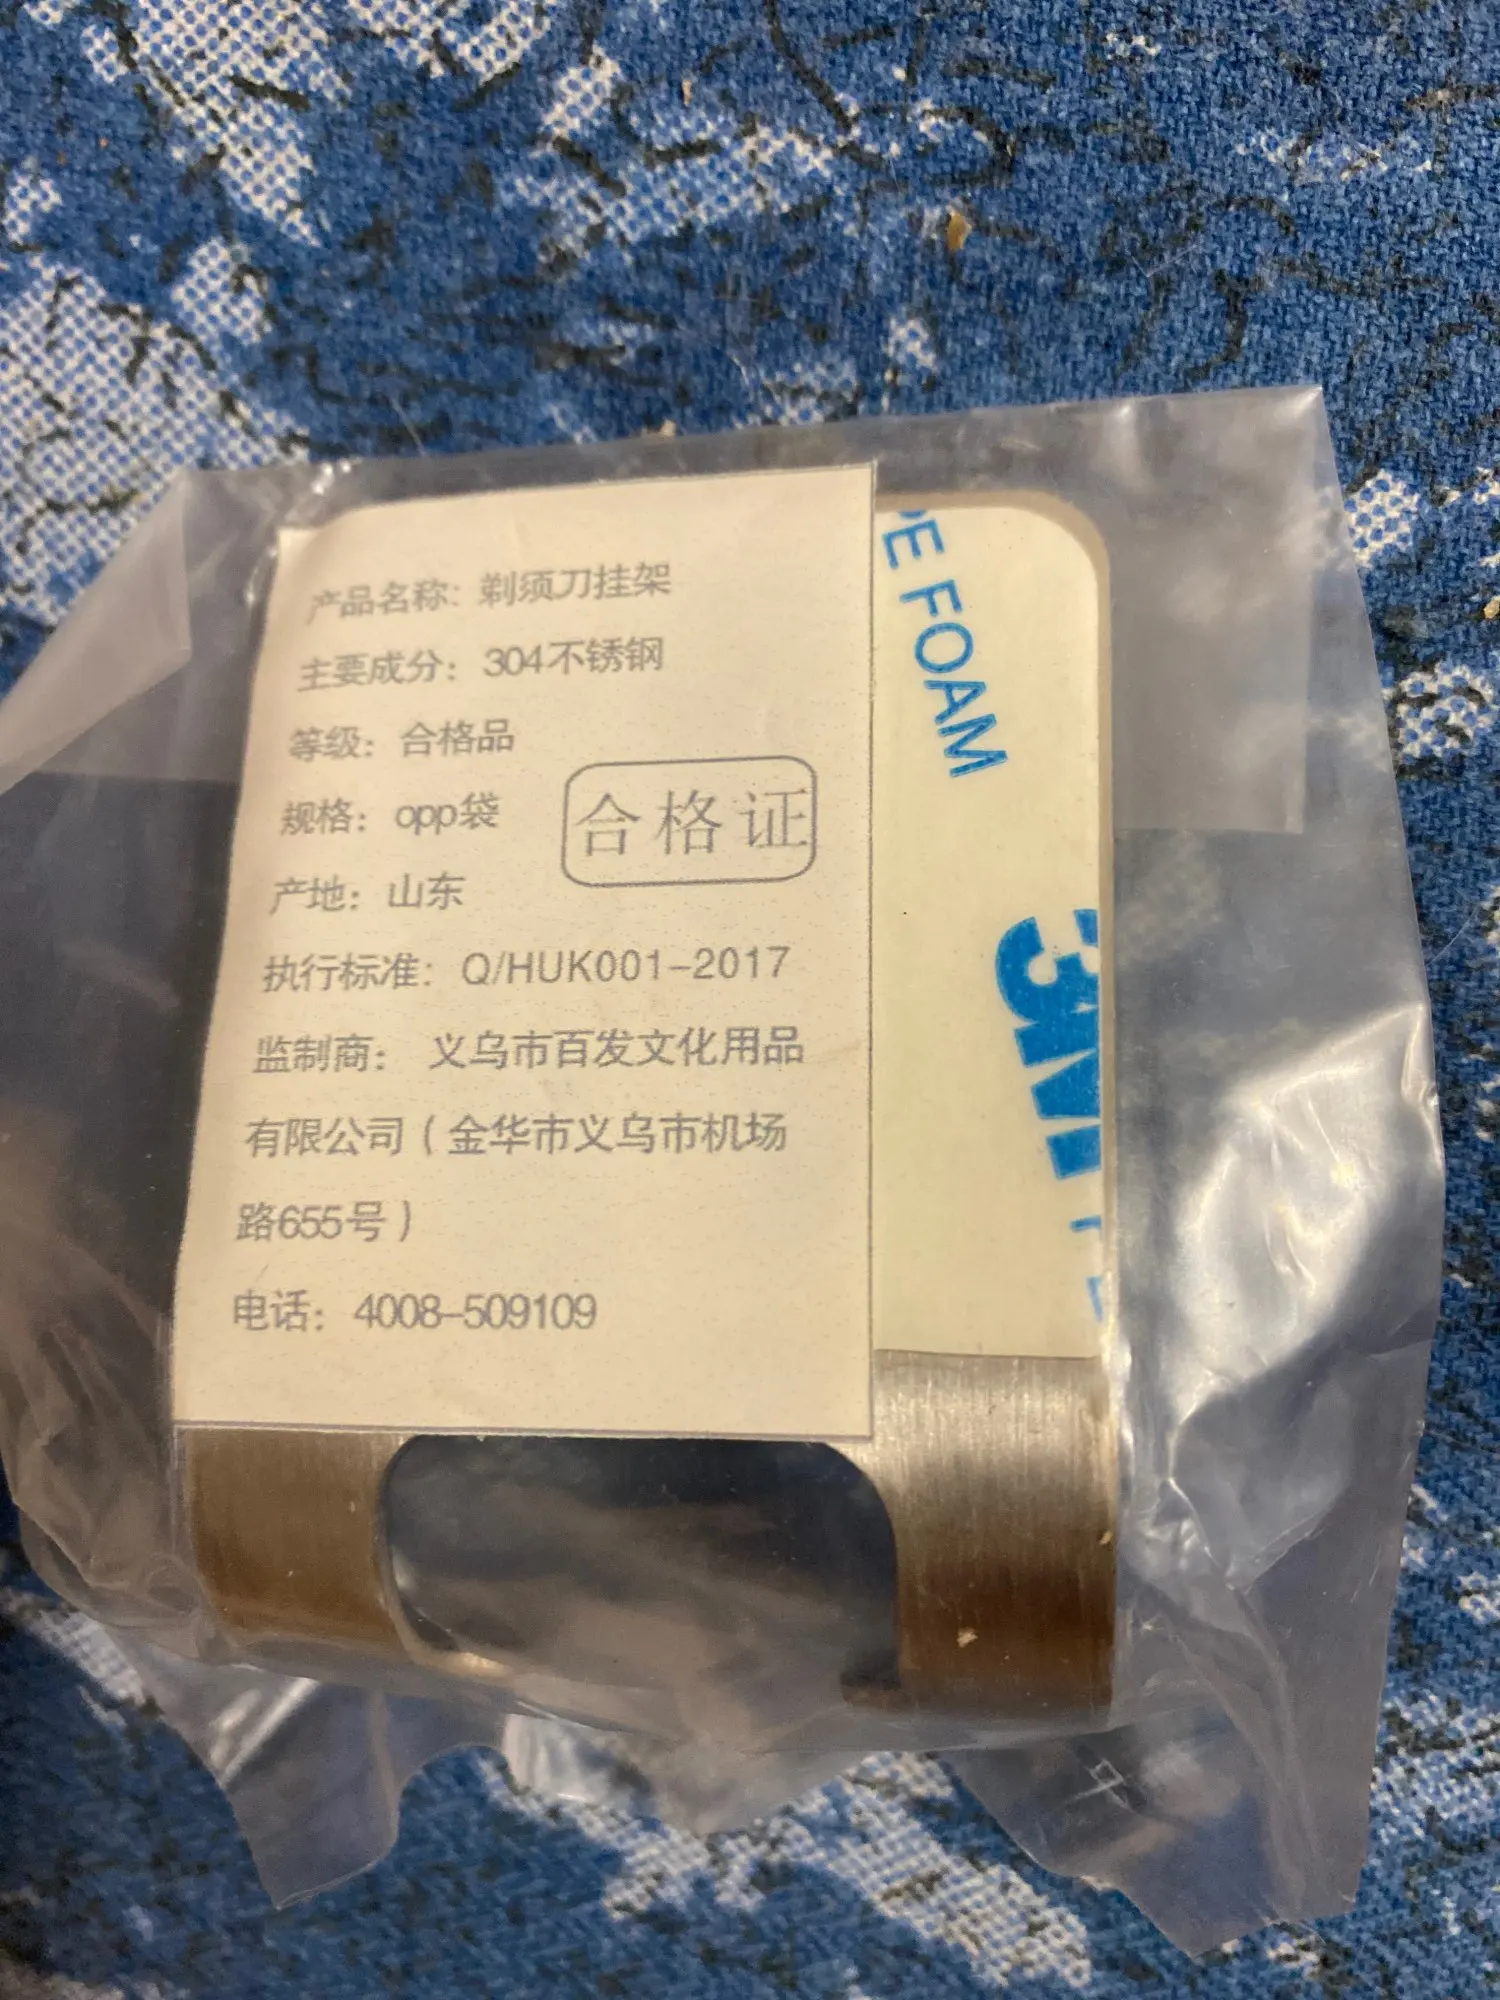 产品名称：剃须刀挂架
主要成分：304不锈钢
等级：合格品
规格：opp袋
合格证
产地：山东
执行标准：Q/HUK001-2017
监制商： 义乌市百发文化用品
有限公司（金华市义乌市机场
路655号）
电话：4008-509109
PE FOAM
3M